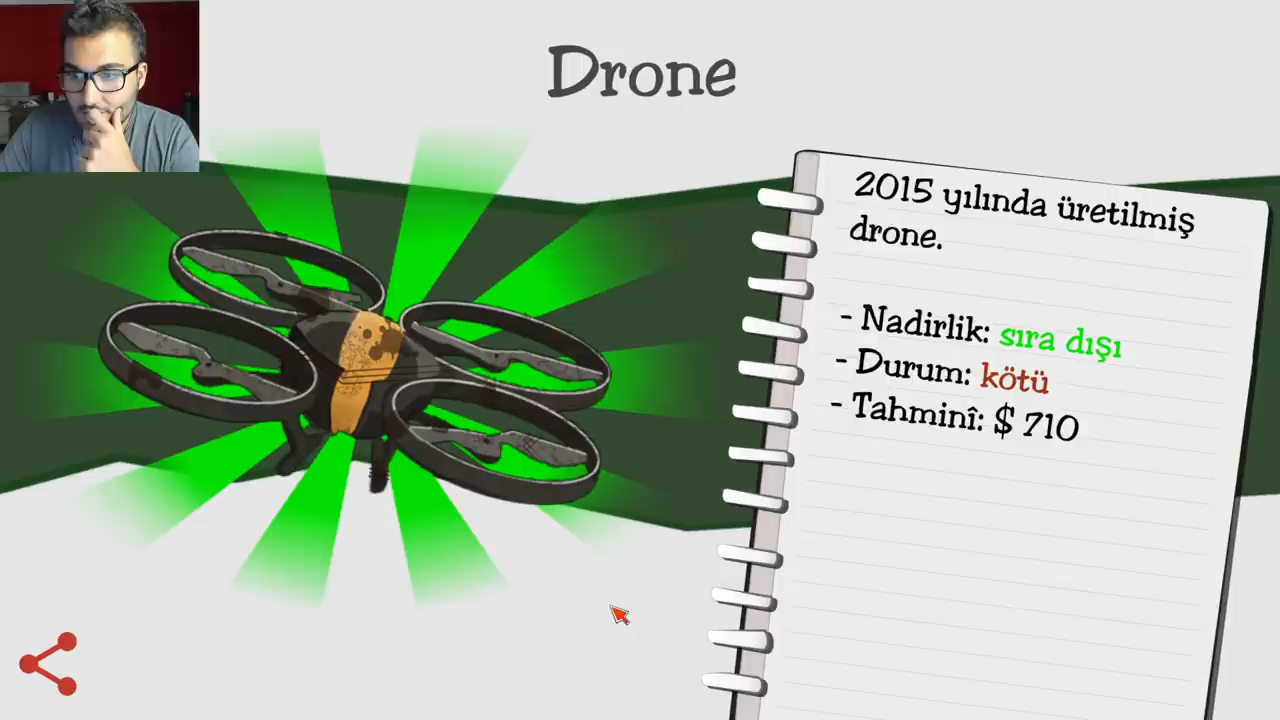 Drone
2015 yılında üretilmiş
drone.
- Nadirlik: sıra dışı
- Durum: kötü
- Tahminî: $ 710